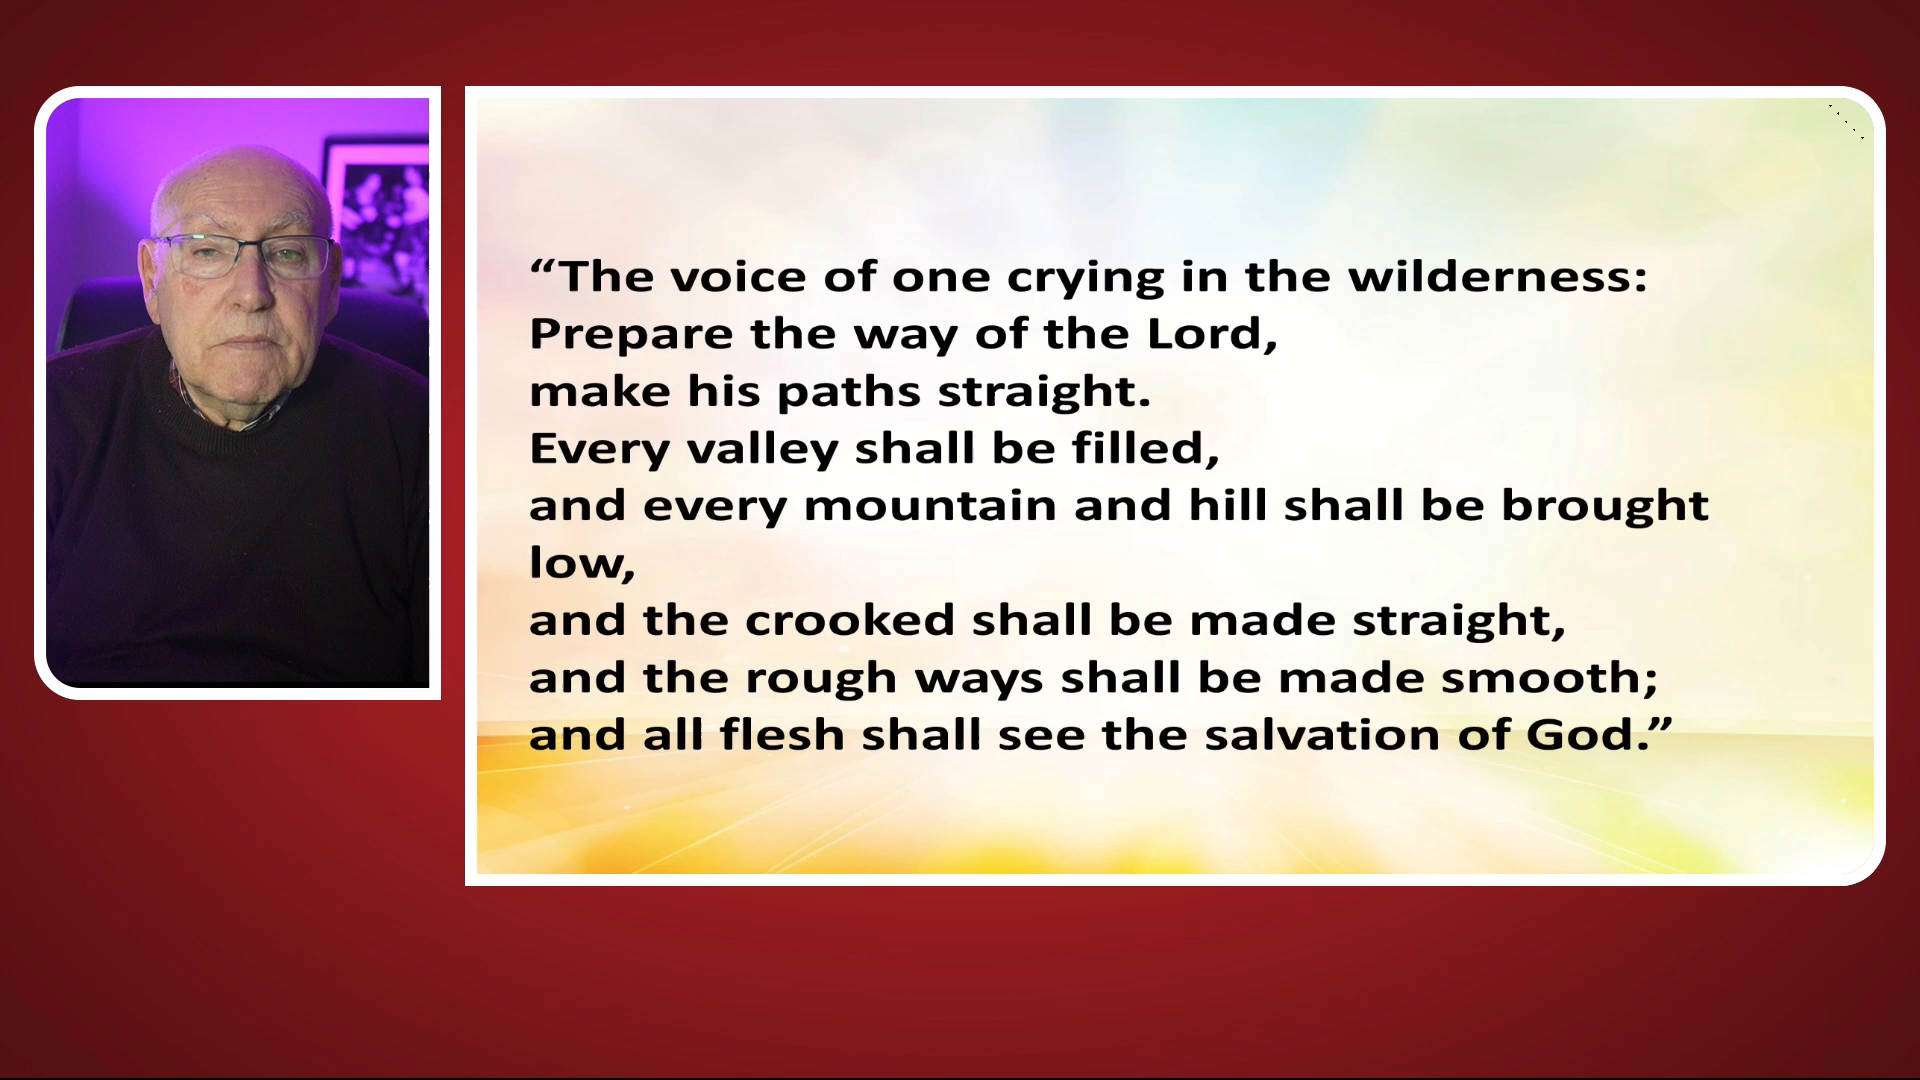 “The voice of one crying in the wilderness:
Prepare the way of the Lord,
make his paths straight.
Every valley shall be filled,
and every mountain and hill shall be brought
low,
and the crooked shall be made straight,
and the rough ways shall be made smooth;
and all flesh shall see the salvation of God.”